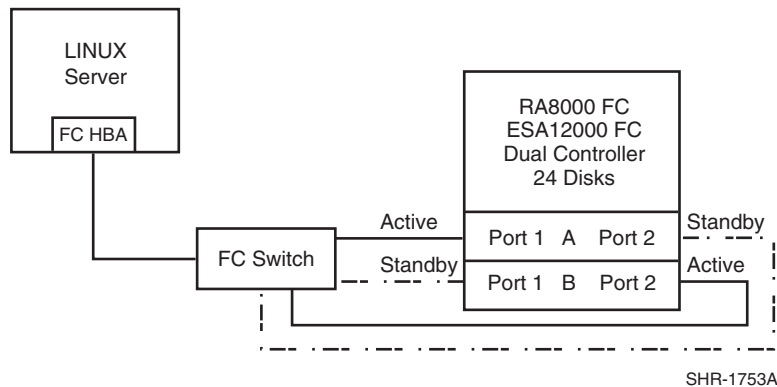 LINUX
Server
FC HBA
RA8000 FC
ESA12000 FC
Dual Controller
24 Disks
Active
Standby
Port 1 A Port 2
FC Switch
Standby
Active
Port 1 B Port 2
SHR-1753A